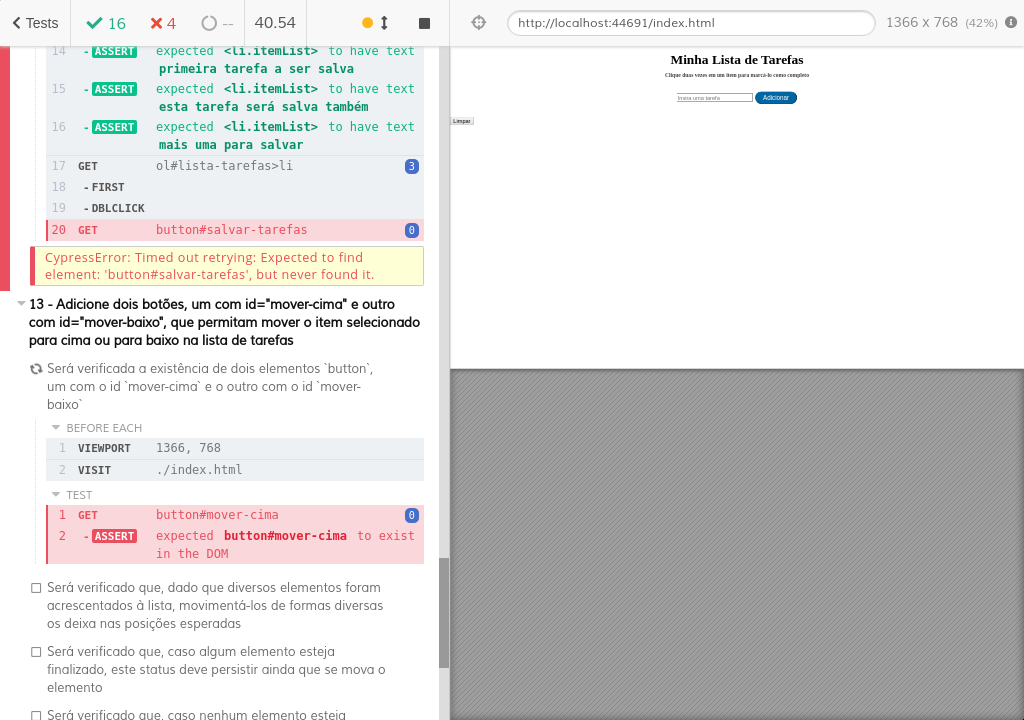 Tests
16
4
--
40.54
http://localhost:44691/index.html
1366 x 768 (42%)
14 - ASSERT expected <li.itemList> to have text
primeira tarefa a ser salva
15 - ASSERT expected <li.itemList> to have text
esta tarefa será salva também
16 - ASSERT expected <li.itemList> to have text
mais uma para salvar
17 GET ol#lista-tarefas>li 3
18 - FIRST
19 - DBLCLICK
20 GET button#salvar-tarefas 0
CypressError: Timed out retrying: Expected to find
element: 'button#salvar-tarefas', but never found it.
13 - Adicione dois botões, um com id="mover-cima" e outro
com id="mover-baixo", que permitam mover o item selecionado
para cima ou para baixo na lista de tarefas
Será verificada a existência de dois elementos `button`,
um com o id `mover-cima` e o outro com o id `mover-
baixo`
BEFORE EACH
1 VIEWPORT 1366, 768
2 VISIT ./index.html
TEST
1 GET button#mover-cima 0
2 - ASSERT expected button#mover-cima to exist
in the DOM
Será verificado que, dado que diversos elementos foram
acrescentados à lista, movimentá-los de formas diversas
os deixa nas posições esperadas
Será verificado que, caso algum elemento esteja
finalizado, este status deve persistir ainda que se mova o
elemento
Será verificado que, caso nenhum elemento esteja
Minha Lista de Tarefas
Clique duas vezes em um item para marcá-lo como completo
Insira uma tarefa
Adicionar
Limpar